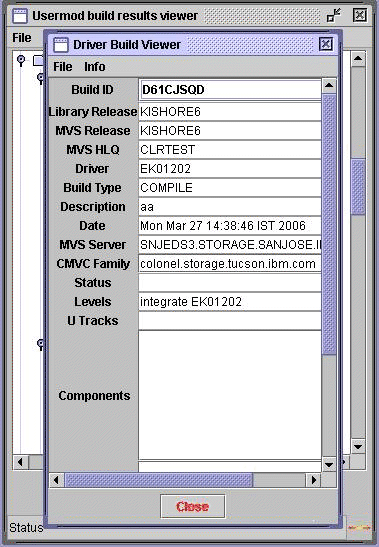 Usermod build results viewer
File
Driver Build Viewer
File Info
Build ID D61CJSQD
Library Release KISHORE6
MVS Release KISHORE6
MVS HLQ CLRTEST
Driver EK01202
Build Type COMPILE
Description aa
Date Mon Mar 27 14:38:46 IST 2006
MVS Server SNJEDS3.STORAGE.SANJOSE.I
CMVC Family colonel.storage.tucson.ibm.com
Status
Levels integrate EK01202
U Tracks
Components
Close
Status